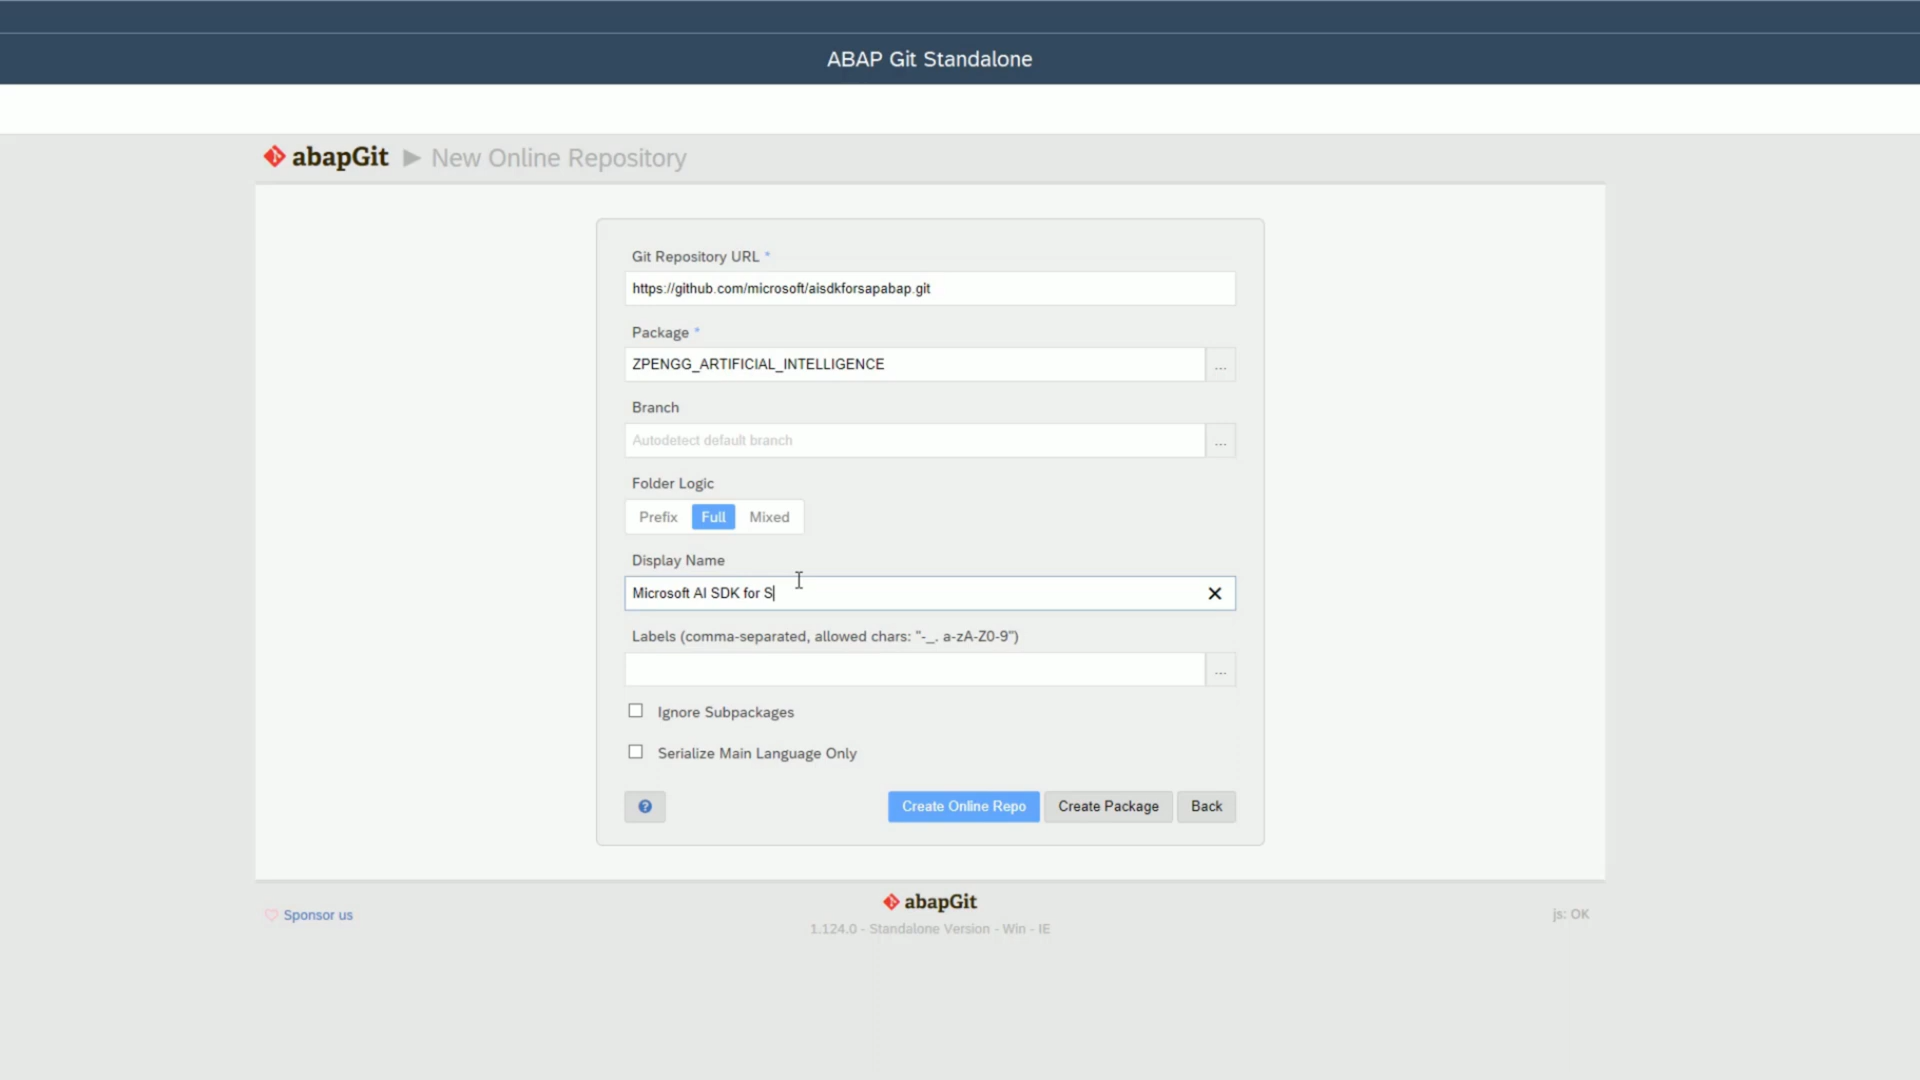 ABAP Git Standalone
abapGit ▶ New Online Repository
Git Repository URL *
https://github.com/microsoft/aisdkforsapabap.git
Package *
ZPENGG_ARTIFICIAL_INTELLIGENCE
...
Branch
Autodetect default branch
...
Folder Logic
Prefix Full Mixed
Display Name
Microsoft AI SDK for S
Labels (comma-separated, allowed chars: "-_. a-zA-Z0-9")
...
Ignore Subpackages
Serialize Main Language Only
? Create Online Repo Create Package Back
Sponsor us
abapGit
1.124.0 - Standalone Version - Win - IE
js: OK